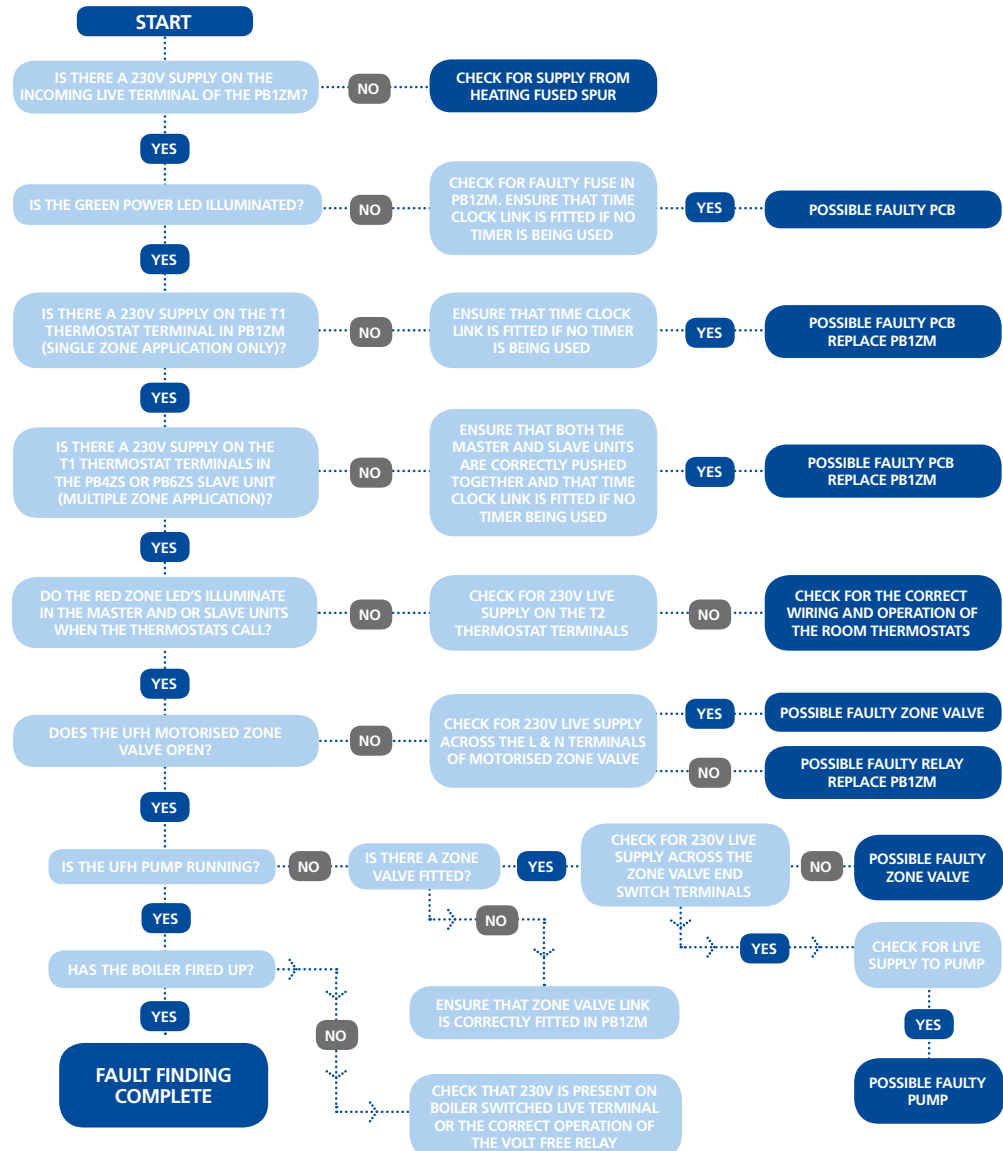 START
IS THERE A 230V SUPPLY ON THE
INCOMING LIVE TERMINAL OF THE PB1ZM?
NO
CHECK FOR SUPPLY FROM
HEATING FUSED SPUR
YES
IS THE GREEN POWER LED ILLUMINATED?
NO
CHECK FOR FAULTY FUSE IN
PB1ZM. ENSURE THAT TIME
CLOCK LINK IS FITTED IF NO
TIMER IS BEING USED
YES
POSSIBLE FAULTY PCB
YES
IS THERE A 230V SUPPLY ON THE T1
THERMOSTAT TERMINAL IN PB1ZM
(SINGLE ZONE APPLICATION ONLY)?
NO
ENSURE THAT TIME CLOCK
LINK IS FITTED IF NO TIMER
IS BEING USED
YES
POSSIBLE FAULTY PCB
REPLACE PB1ZM
YES
IS THERE A 230V SUPPLY ON THE
T1 THERMOSTAT TERMINALS IN
THE PB4ZS OR PB6ZS SLAVE UNIT
(MULTIPLE ZONE APPLICATION)?
NO
ENSURE THAT BOTH THE
MASTER AND SLAVE UNITS
ARE CORRECTLY PUSHED
TOGETHER AND THAT TIME
CLOCK LINK IS FITTED IF NO
TIMER BEING USED
YES
POSSIBLE FAULTY PCB
REPLACE PB1ZM
YES
DO THE RED ZONE LED'S ILLUMINATE
IN THE MASTER AND OR SLAVE UNITS
WHEN THE THERMOSTATS CALL?
NO
CHECK FOR 230V LIVE
SUPPLY ON THE T2
THERMOSTAT TERMINALS
NO
CHECK FOR THE CORRECT
WIRING AND OPERATION OF
THE ROOM THERMOSTATS
YES
DOES THE UFH MOTORISED ZONE
VALVE OPEN?
NO
CHECK FOR 230V LIVE SUPPLY
ACROSS THE L & N TERMINALS
OF MOTORISED ZONE VALVE
YES
POSSIBLE FAULTY ZONE VALVE
NO
POSSIBLE FAULTY RELAY
REPLACE PB1ZM
YES
IS THE UFH PUMP RUNNING?
NO
IS THERE A ZONE
VALVE FITTED?
YES
CHECK FOR 230V LIVE
SUPPLY ACROSS THE
ZONE VALVE END
SWITCH TERMINALS
NO
POSSIBLE FAULTY
ZONE VALVE
YES
NO
YES
CHECK FOR LIVE
SUPPLY TO PUMP
HAS THE BOILER FIRED UP?
ENSURE THAT ZONE VALVE LINK
IS CORRECTLY FITTED IN PB1ZM
YES
NO
YES
FAULT FINDING
COMPLETE
POSSIBLE FAULTY
PUMP
CHECK THAT 230V IS PRESENT ON
BOILER SWITCHED LIVE TERMINAL
OR THE CORRECT OPERATION OF
THE VOLT FREE RELAY